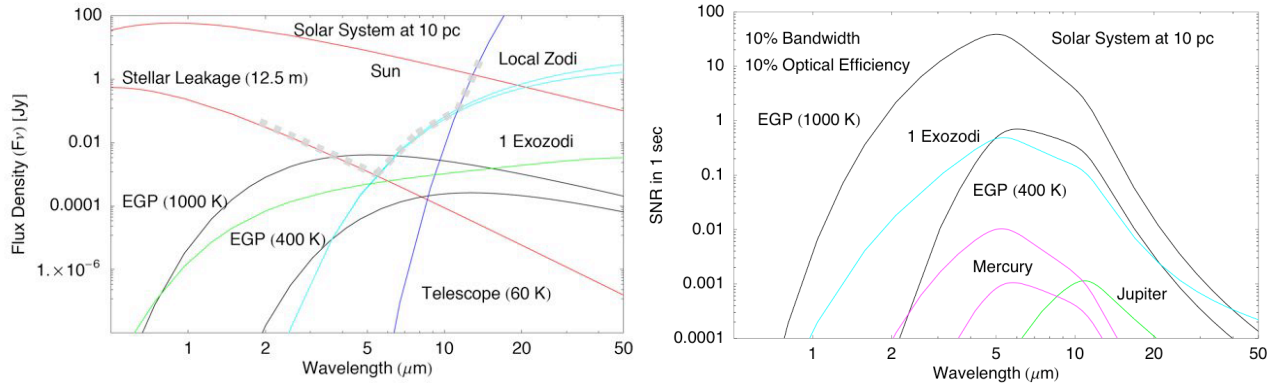 100
1
0.01
0.0001
1.×10⁻⁶
Flux Density (Fν) [Jy]
Solar System at 10 pc
Sun
Local Zodi
Stellar Leakage (12.5 m)
1 Exozodi
EGP (1000 K)
EGP (400 K)
Telescope (60 K)
1 2 5 10 20 50
Wavelength (μm)
100
10
1
0.1
0.01
0.001
0.0001
SNR in 1 sec
10% Bandwidth
10% Optical Efficiency
Solar System at 10 pc
EGP (1000 K)
1 Exozodi
EGP (400 K)
Mercury
Jupiter
1 2 5 10 20 50
Wavelength (μm)